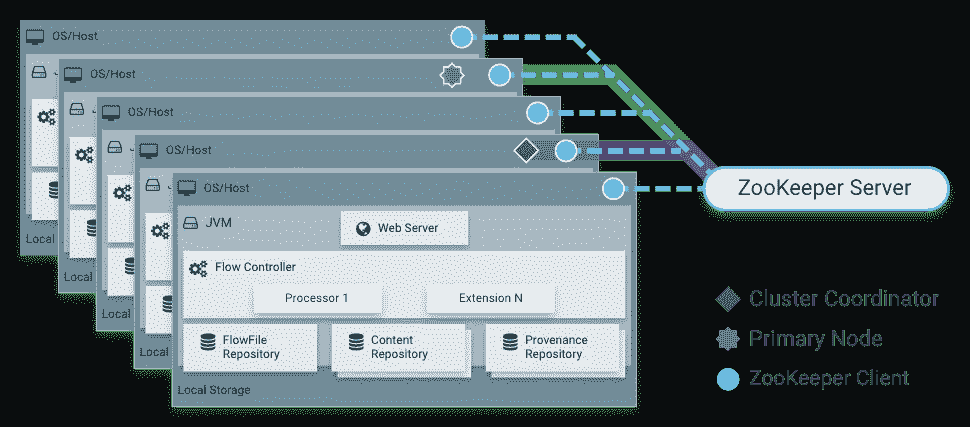 OS/Host
OS/Host
OS/Host
OS/Host
OS/Host
JVM
Web Server
Flow Controller
Processor 1
Extension N
FlowFile
Repository
Content
Repository
Provenance
Repository
Local Storage
Local
Local
Local
Local
ZooKeeper Server
Cluster Coordinator
Primary Node
ZooKeeper Client